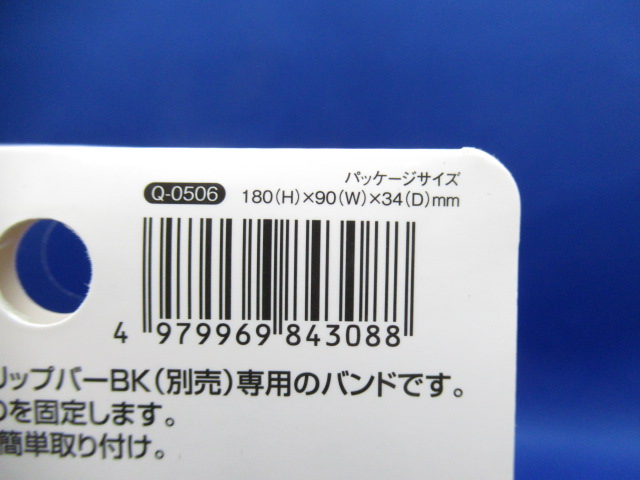 パッケージサイズ
Q-0506 180(H)×90(W)×34(D)mm
4 979969 843088
リップバーBK(別売)専用のバンドです。
を固定します。
簡単取り付け。